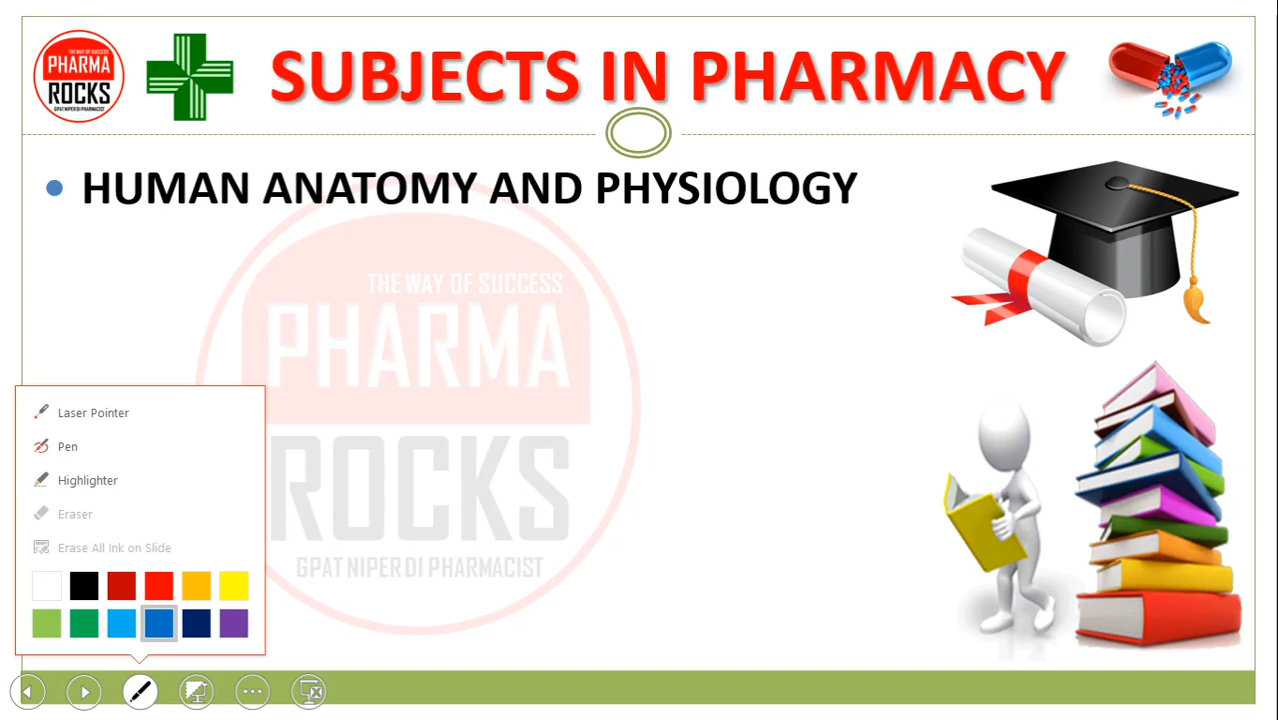 THE WAY OF SUCCESS
PHARMA
ROCKS
GPAT NIPER DI PHARMACIST
SUBJECTS IN PHARMACY
• HUMAN ANATOMY AND PHYSIOLOGY
THE WAY OF SUCCESS
PHARMA
ROCKS
GPAT NIPER DI PHARMACIST
Laser Pointer
Pen
Highlighter
Eraser
Erase All Ink on Slide